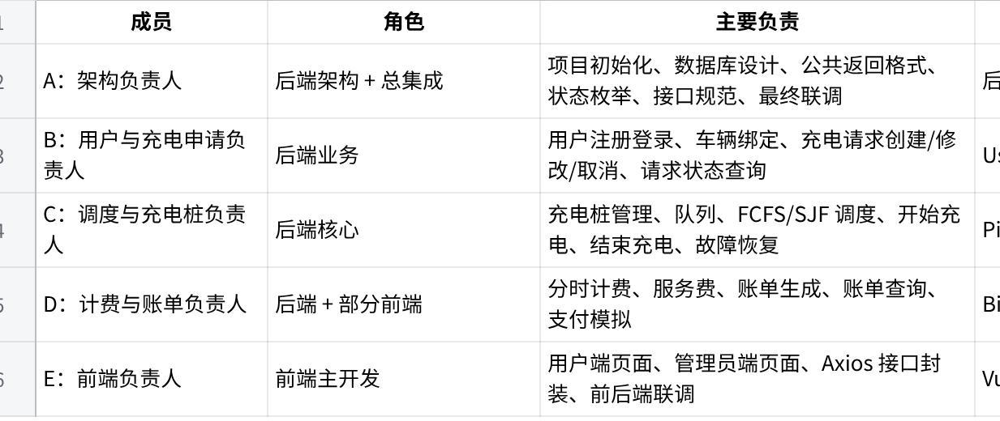 成员 角色 主要负责
2 A：架构负责人 后端架构 + 总集成 项目初始化、数据库设计、公共返回格式、 后
状态枚举、接口规范、最终联调
3 B：用户与充电申请负 后端业务 用户注册登录、车辆绑定、充电请求创建/修 Us
责人 改/取消、请求状态查询
4 C：调度与充电桩负责 后端核心 充电桩管理、队列、FCFS/SJF 调度、开始充 Pi
人 电、结束充电、故障恢复
5 D：计费与账单负责人 后端 + 部分前端 分时计费、服务费、账单生成、账单查询、 Bi
支付模拟
6 E：前端负责人 前端主开发 用户端页面、管理员端页面、Axios 接口封 Vu
装、前后端联调